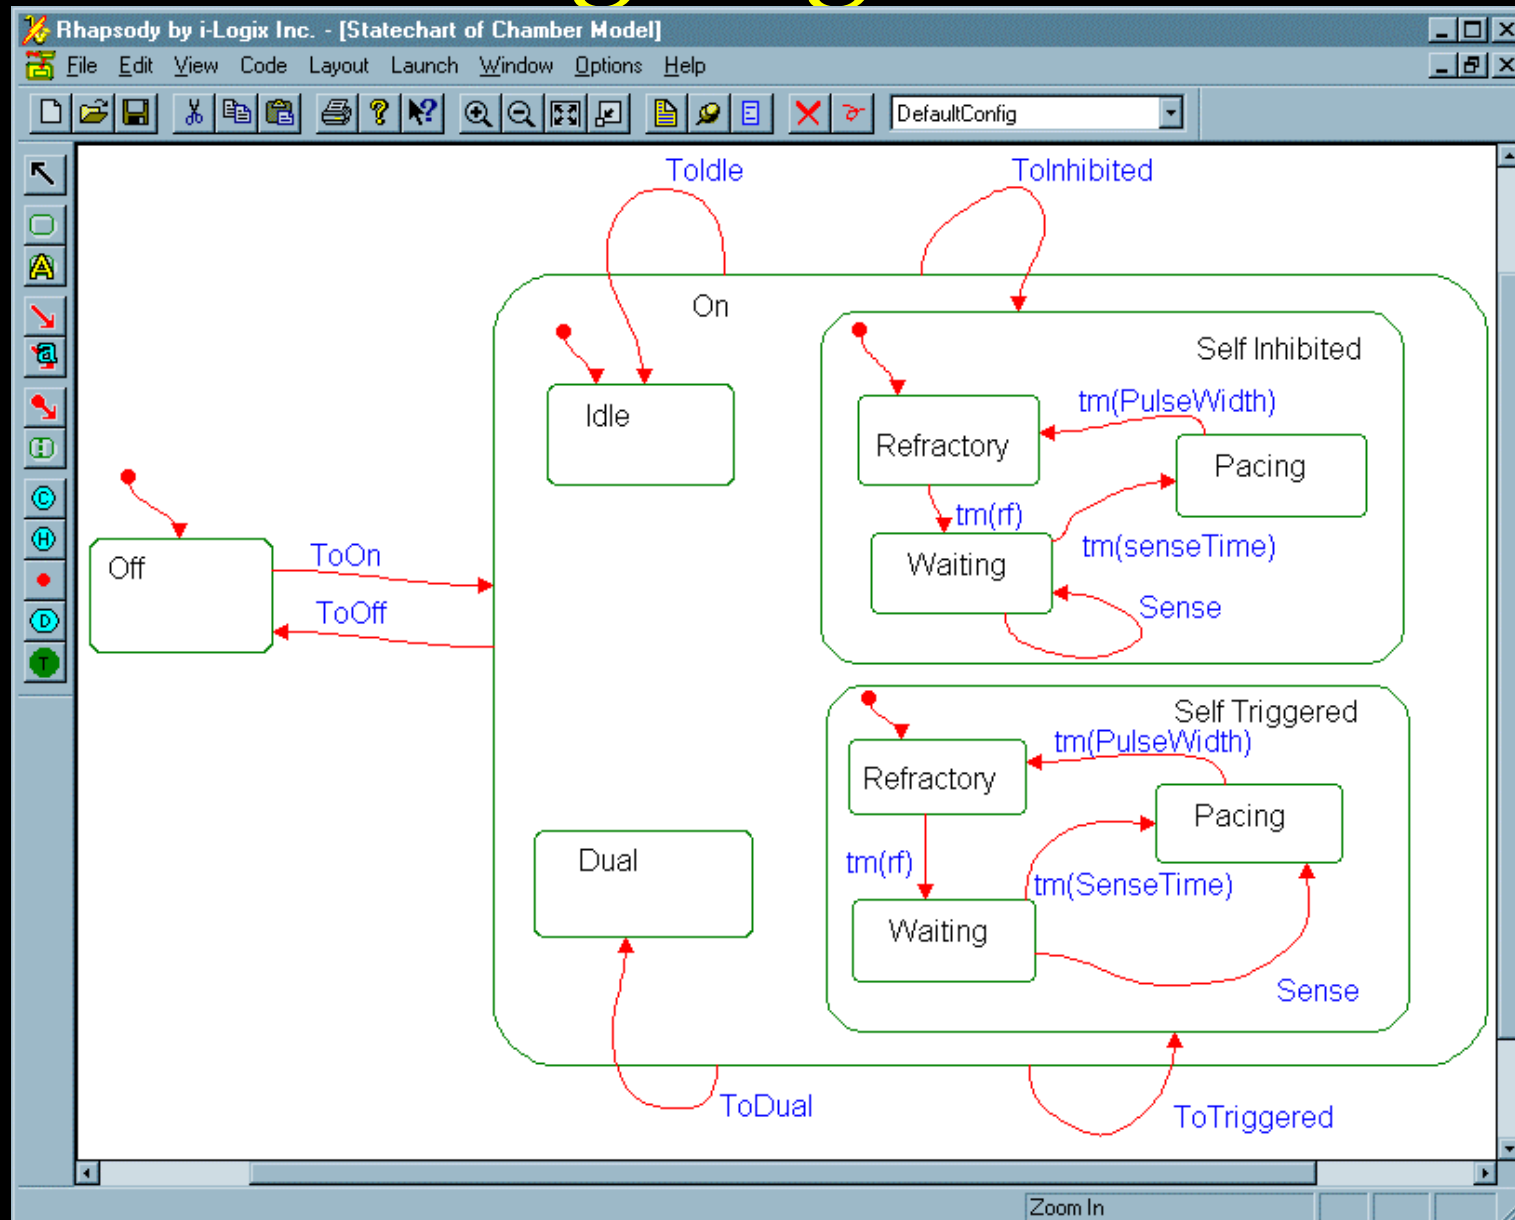 Rhapsody by i-Logix Inc. - [Statechart of Chamber Model]
File Edit View Code Layout Launch Window Options Help
DefaultConfig
ToIdle
ToInhibited
On
Self Inhibited
Idle
tm(PulseWidth)
Refractory
Pacing
tm(rf)
tm(senseTime)
Waiting
Sense
Off
ToOn
ToOff
Self Triggered
tm(PulseWidth)
Refractory
Pacing
tm(rf)
tm(SenseTime)
Waiting
Sense
Dual
ToDual
ToTriggered
Zoom In